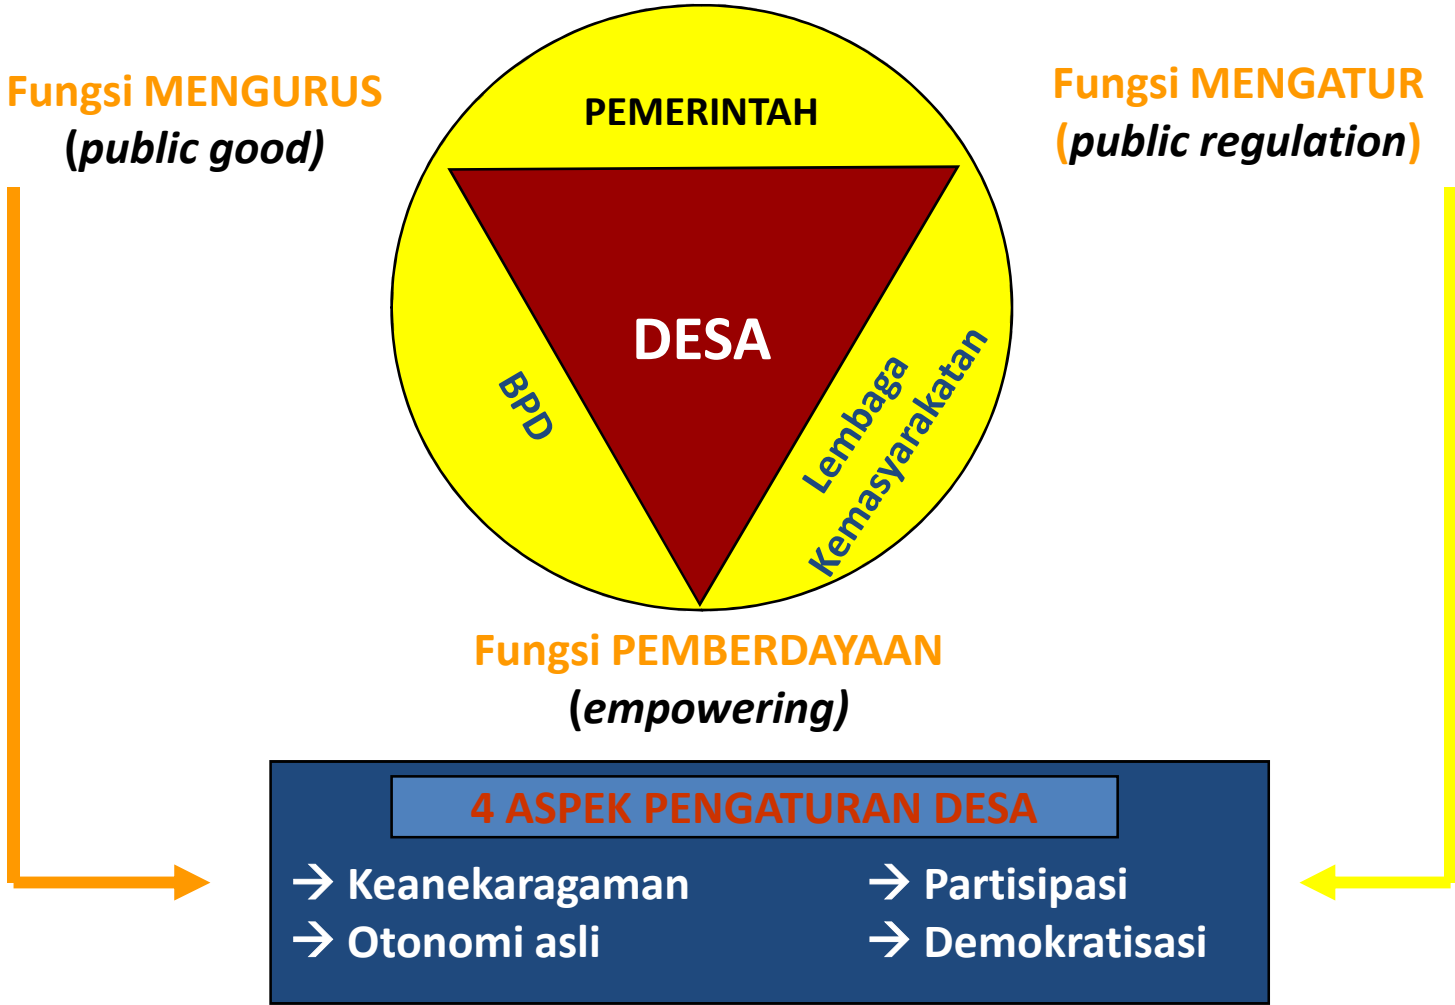 Fungsi MENGURUS
(public good)
PEMERINTAH
Fungsi MENGATUR
(public regulation)
DESA
BPD
Lembaga
Kemasyarakatan
Fungsi PEMBERDAYAAN
(empowering)
4 ASPEK PENGATURAN DESA
→ Keanekaragaman
→ Otonomi asli
→ Partisipasi
→ Demokratisasi